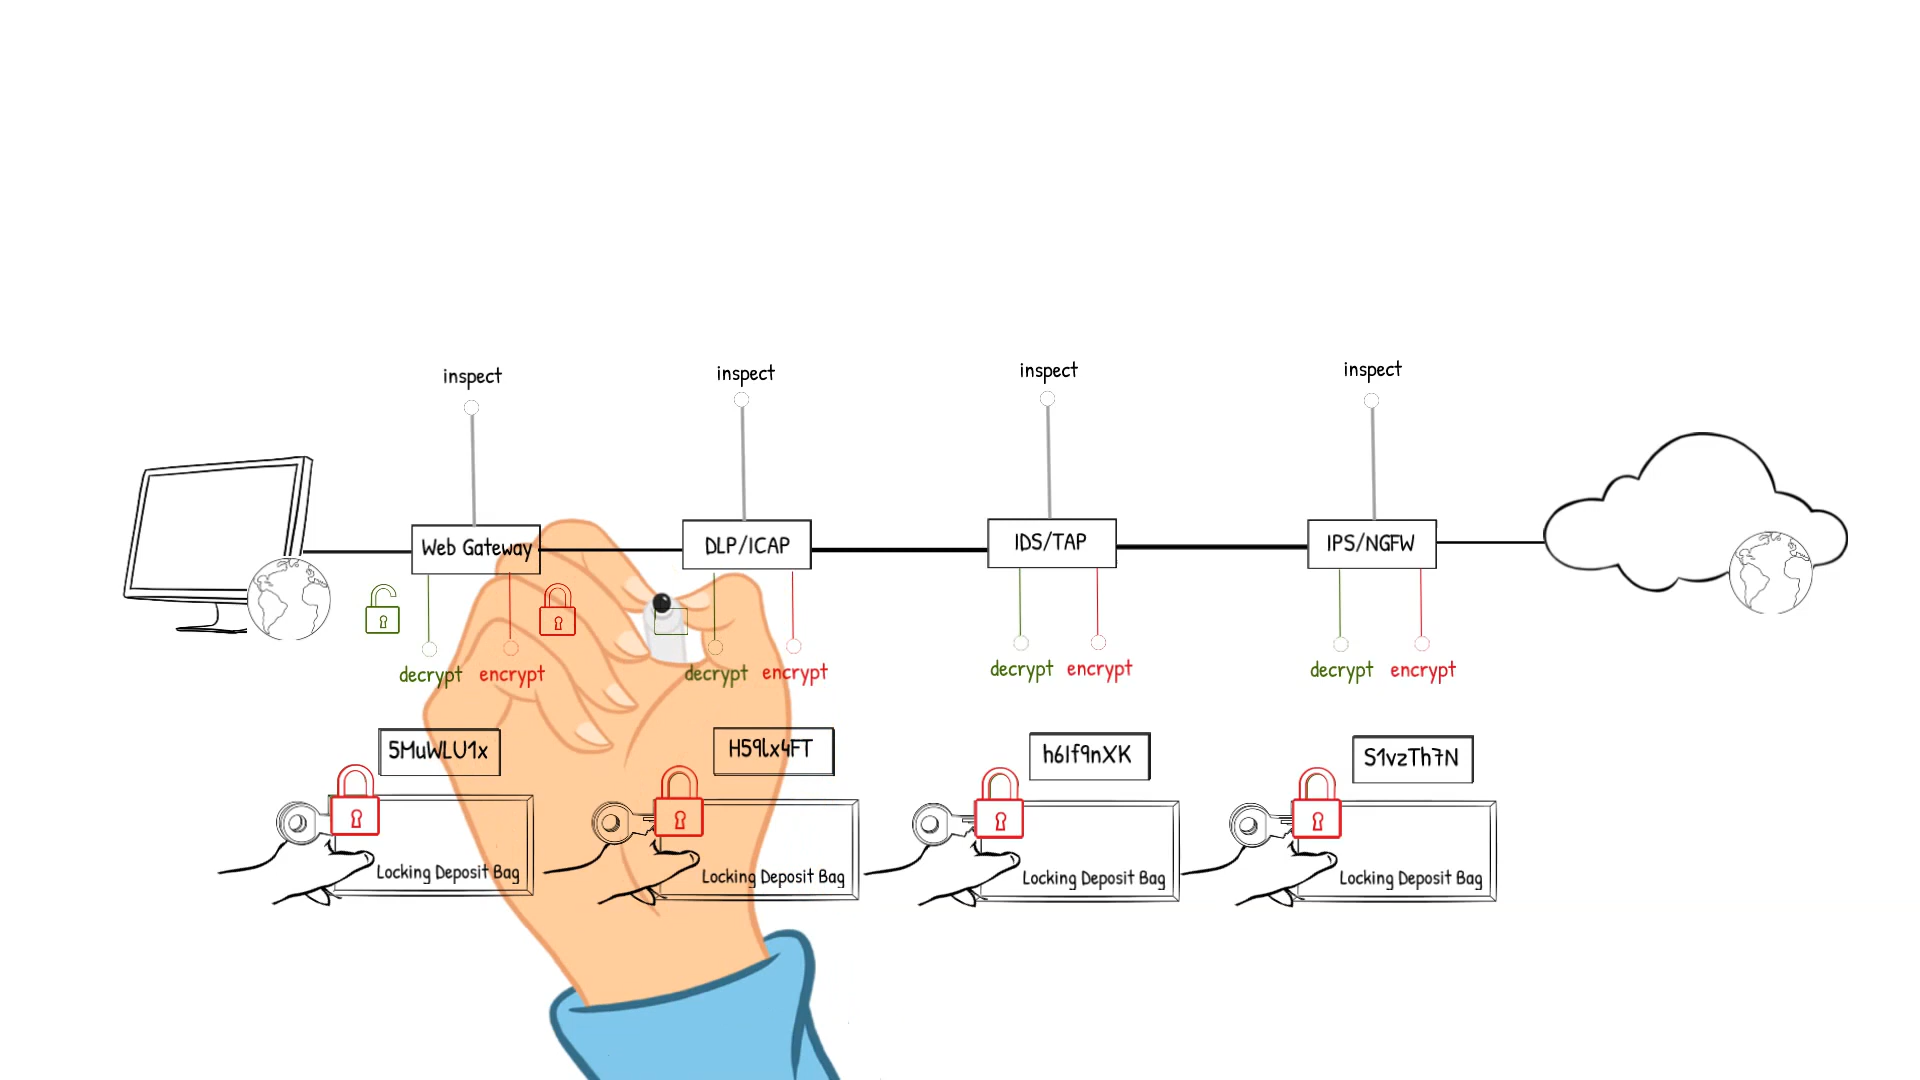 inspect
inspect
inspect
inspect
Web Gateway
DLP/ICAP
IDS/TAP
IPS/NGFW
decrypt
encrypt
decrypt
encrypt
decrypt
encrypt
decrypt
encrypt
5MuWLU1x
H59lx4FT
h6If9nXK
S1vzTh7N
Locking Deposit Bag
Locking Deposit Bag
Locking Deposit Bag
Locking Deposit Bag